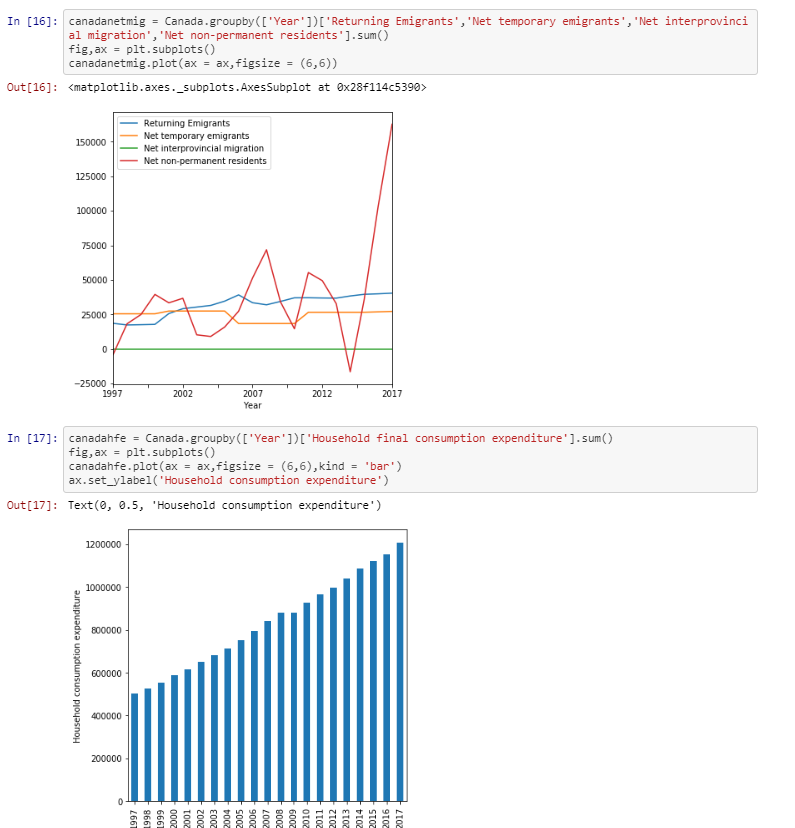 In [16]: canadanetmig = Canada.groupby(['Year'])['Returning Emigrants','Net temporary emigrants','Net interprovinci
al migration','Net non-permanent residents'].sum()
fig,ax = plt.subplots()
canadanetmig.plot(ax = ax,figsize = (6,6))
Out[16]: <matplotlib.axes._subplots.AxesSubplot at 0x28f114c5390>
Returning Emigrants
Net temporary emigrants
Net interprovincial migration
Net non-permanent residents
150000
125000
100000
75000
50000
25000
0
−25000
1997 2002 2007 2012 2017
Year
In [17]: canadahfe = Canada.groupby(['Year'])['Household final consumption expenditure'].sum()
fig,ax = plt.subplots()
canadahfe.plot(ax = ax,figsize = (6,6),kind = 'bar')
ax.set_ylabel('Household consumption expenditure')
Out[17]: Text(0, 0.5, 'Household consumption expenditure')
Household consumption expenditure
1200000
1000000
800000
600000
400000
200000
0
1997 1998 1999 2000 2001 2002 2003 2004 2005 2006 2007 2008 2009 2010 2011 2012 2013 2014 2015 2016 2017